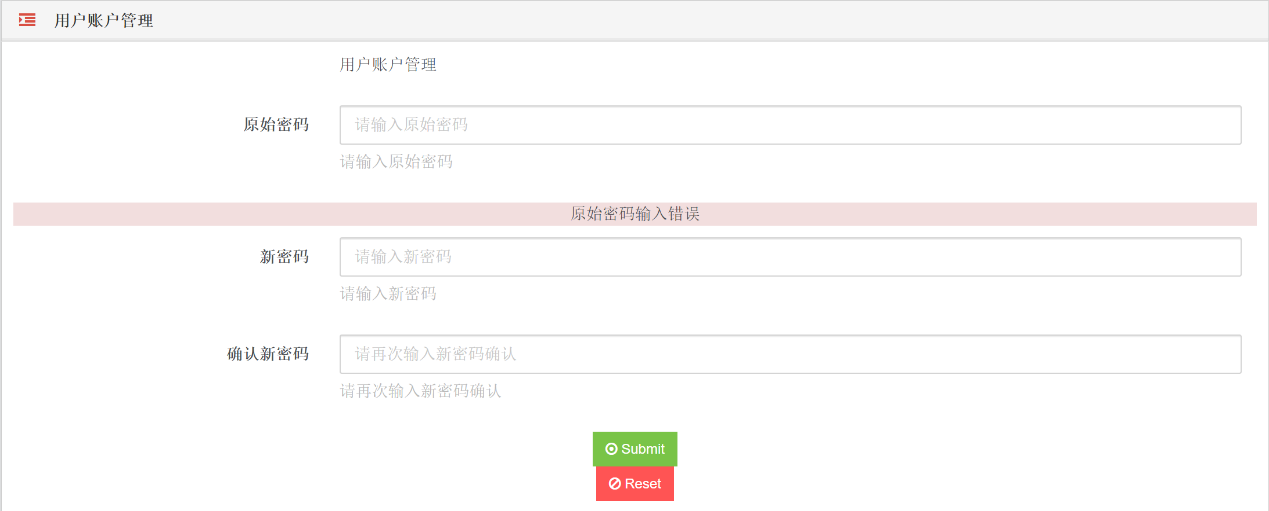 用户账户管理
用户账户管理
原始密码
请输入原始密码
请输入原始密码
原始密码输入错误
新密码
请输入新密码
请输入新密码
确认新密码
请再次输入新密码确认
请再次输入新密码确认
Submit
Reset